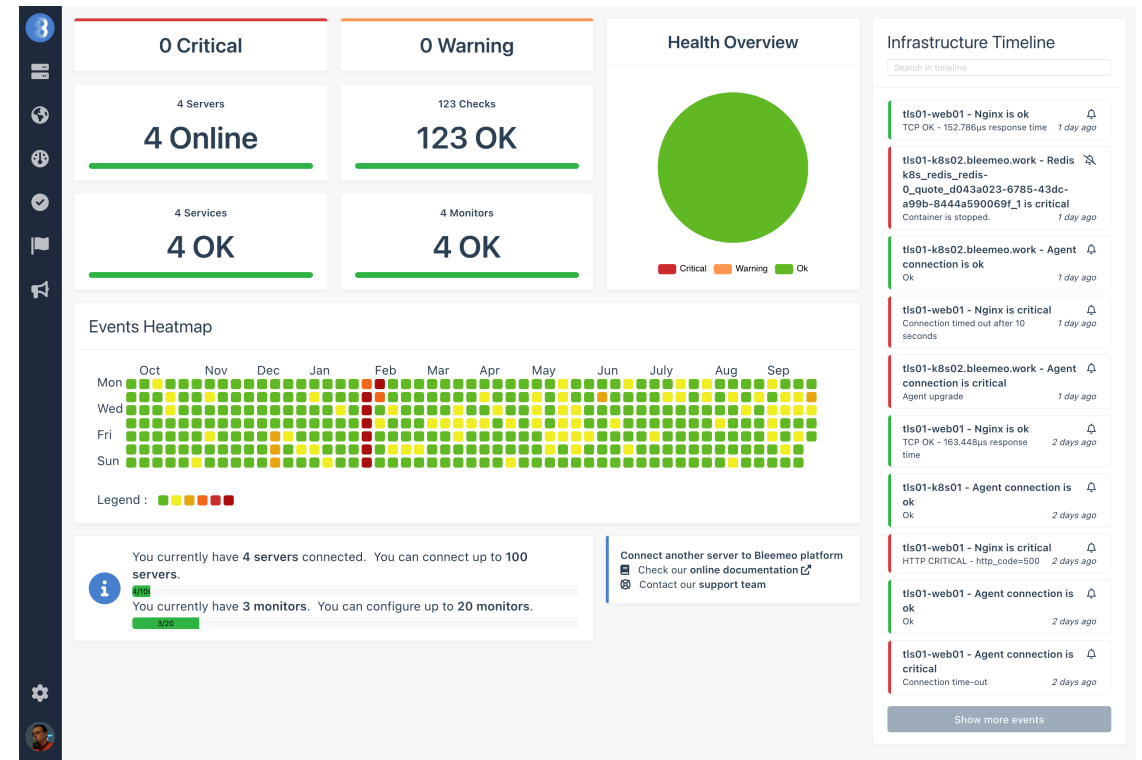 0 Critical
0 Warning
4 Servers
4 Online
123 Checks
123 OK
4 Services
4 OK
4 Monitors
4 OK
Health Overview
Critical
Warning
Ok
Events Heatmap
Oct Nov Dec Jan Feb Mar Apr May Jun July Aug Sep
Mon
Wed
Fri
Sun
Legend :
You currently have 4 servers connected. You can connect up to 100
servers.
4/100
You currently have 3 monitors. You can configure up to 20 monitors.
3/20
Connect another server to Bleemeo platform
Check our online documentation
Contact our support team
Infrastructure Timeline
Search in timeline
tls01-web01 - Nginx is ok
TCP OK - 152.786µs response time 1 day ago
tls01-k8s02.bleemeo.work - Redis
k8s_redis_redis-
0_quote_d043a023-6785-43dc-
a99b-8444a590069f_1 is critical
Container is stopped. 1 day ago
tls01-k8s02.bleemeo.work - Agent
connection is ok
Ok 1 day ago
tls01-web01 - Nginx is critical
Connection timed out after 10 1 day ago
seconds
tls01-k8s02.bleemeo.work - Agent
connection is critical
Agent upgrade 1 day ago
tls01-web01 - Nginx is ok
TCP OK - 163.448µs response 2 days ago
time
tls01-k8s01 - Agent connection is
ok
Ok 2 days ago
tls01-web01 - Nginx is critical
HTTP CRITICAL - http_code=500 2 days ago
tls01-web01 - Agent connection is
ok
Ok 2 days ago
tls01-web01 - Agent connection is
critical
Connection time-out 2 days ago
Show more events